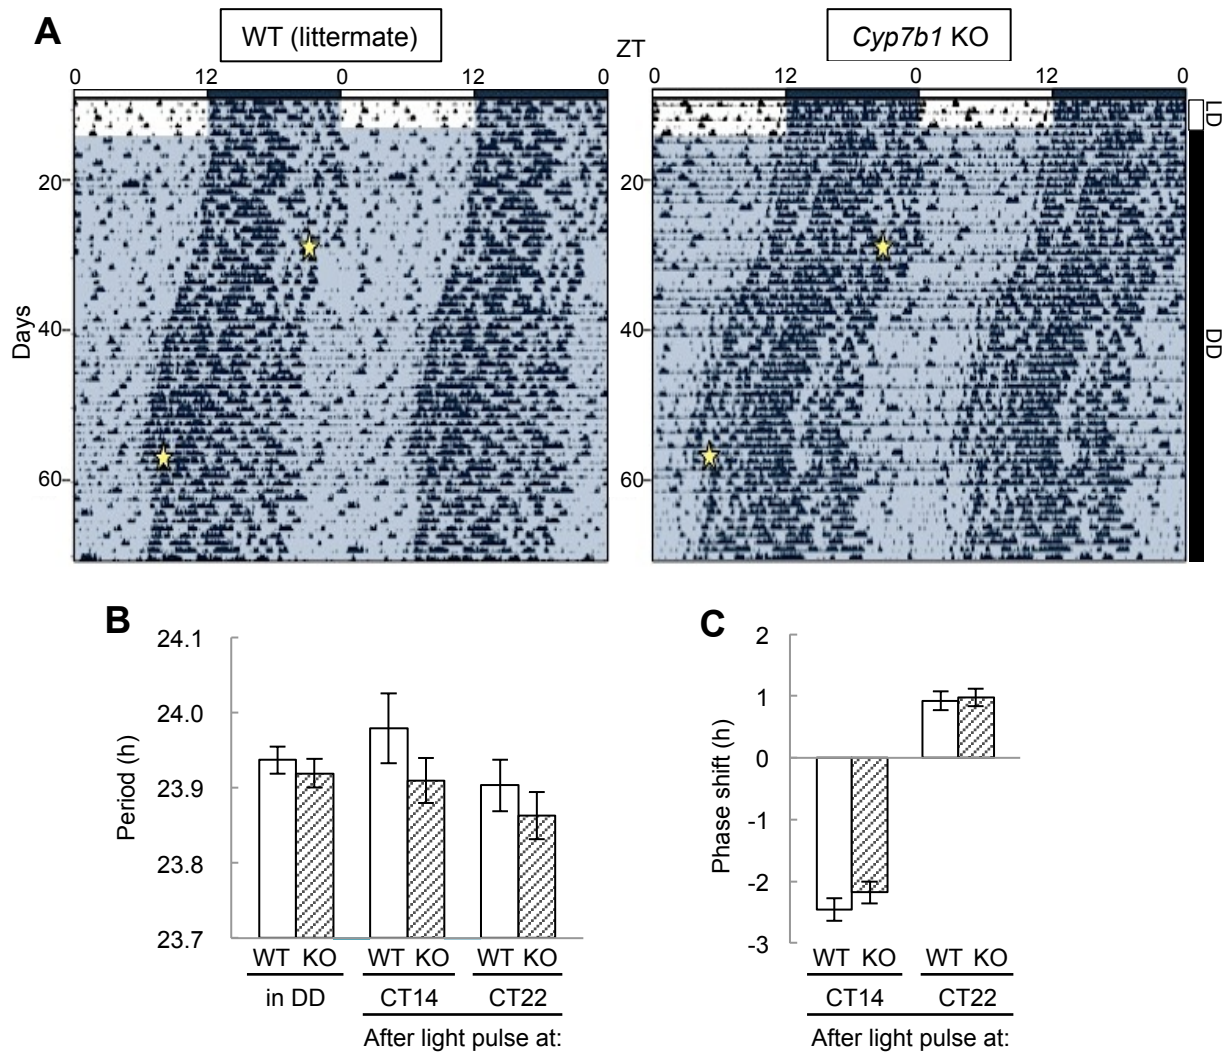 A
WT (littermate)
ZT
Cyp7b1 KO
0 12 0 12 0
0 12 0 12 0
LD
20
20
Days
40
40
DD
60
60
B
24.1
24.0
23.9
23.8
23.7
Period (h)
WT KO WT KO WT KO
in DD CT14 CT22
After light pulse at:
C
2
1
0
-1
-2
-3
Phase shift (h)
WT KO WT KO
CT14 CT22
After light pulse at: